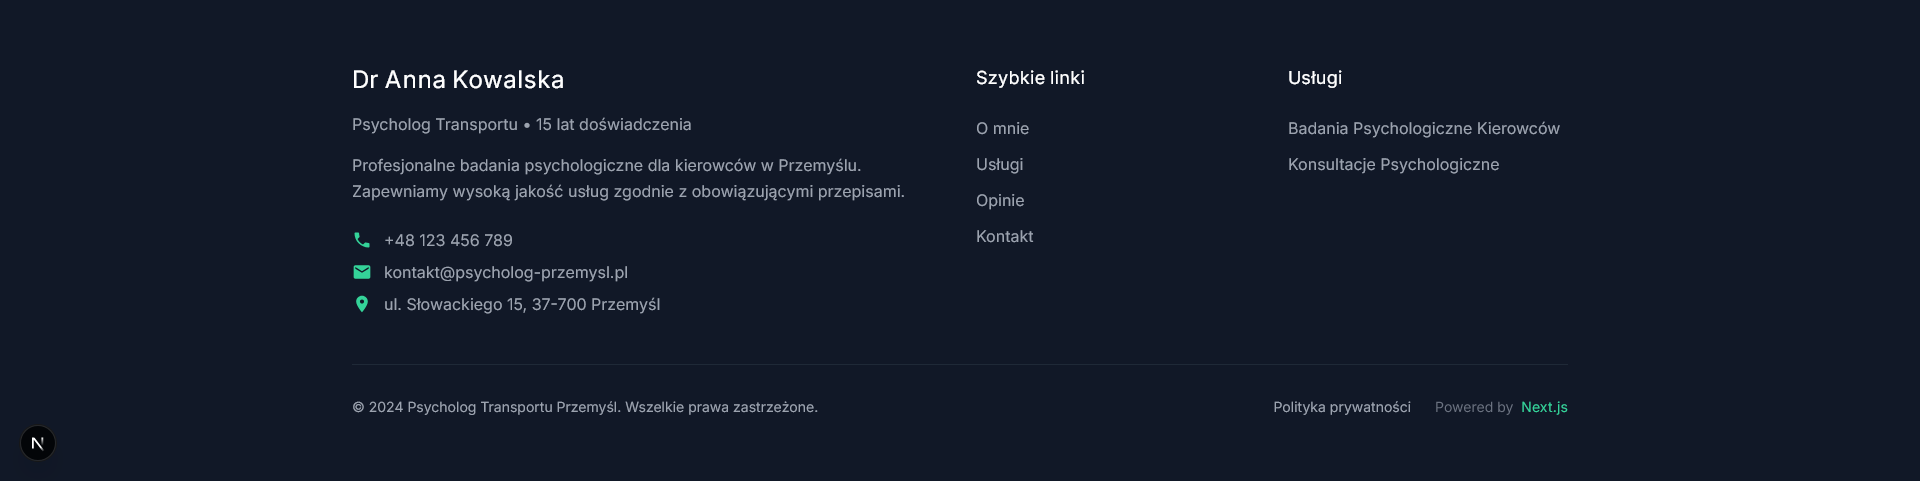 Dr Anna Kowalska
Psycholog Transportu • 15 lat doświadczenia
Profesjonalne badania psychologiczne dla kierowców w Przemyślu.
Zapewniamy wysoką jakość usług zgodnie z obowiązującymi przepisami.
+48 123 456 789
kontakt@psycholog-przemysl.pl
ul. Słowackiego 15, 37-700 Przemyśl
Szybkie linki
O mnie
Usługi
Opinie
Kontakt
Usługi
Badania Psychologiczne Kierowców
Konsultacje Psychologiczne
© 2024 Psycholog Transportu Przemyśl. Wszelkie prawa zastrzeżone.
Polityka prywatności
Powered by Next.js
N